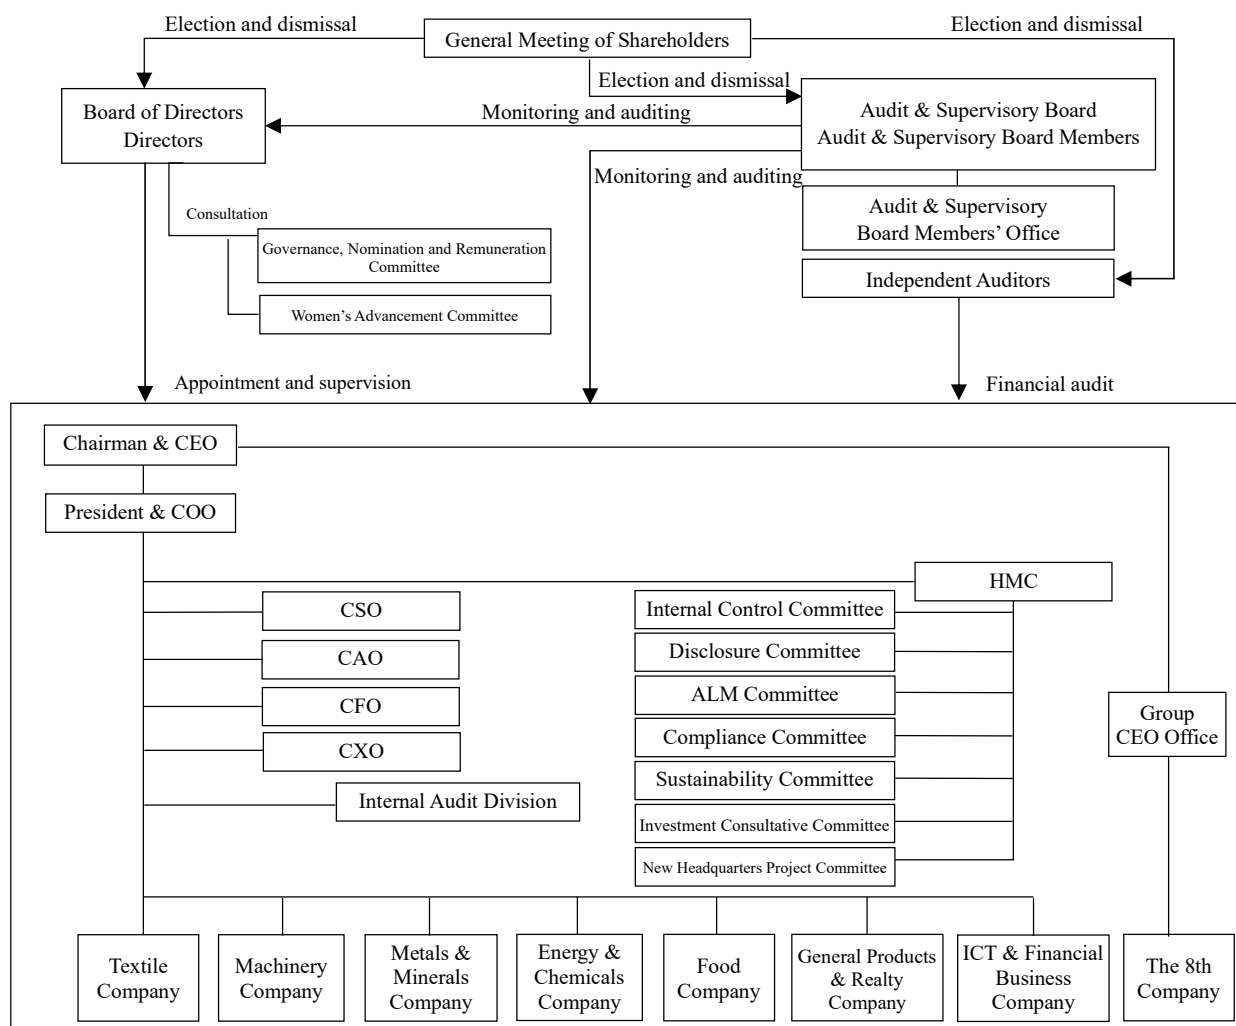 Election and dismissal
General Meeting of Shareholders
Election and dismissal
Election and dismissal
Board of Directors
Directors
Monitoring and auditing
Audit & Supervisory Board
Audit & Supervisory Board Members
Monitoring and auditing
Consultation
Audit & Supervisory
Board Members’ Office
Governance, Nomination and Remuneration
Committee
Independent Auditors
Women’s Advancement Committee
Appointment and supervision
Financial audit
Chairman & CEO
President & COO
HMC
CSO
Internal Control Committee
CAO
Disclosure Committee
CFO
ALM Committee
CXO
Compliance Committee
Group
CEO Office
Internal Audit Division
Sustainability Committee
Investment Consultative Committee
New Headquarters Project Committee
Textile
Company
Machinery
Company
Metals &
Minerals
Company
Energy &
Chemicals
Company
Food
Company
General Products
& Realty
Company
ICT & Financial
Business
Company
The 8th
Company